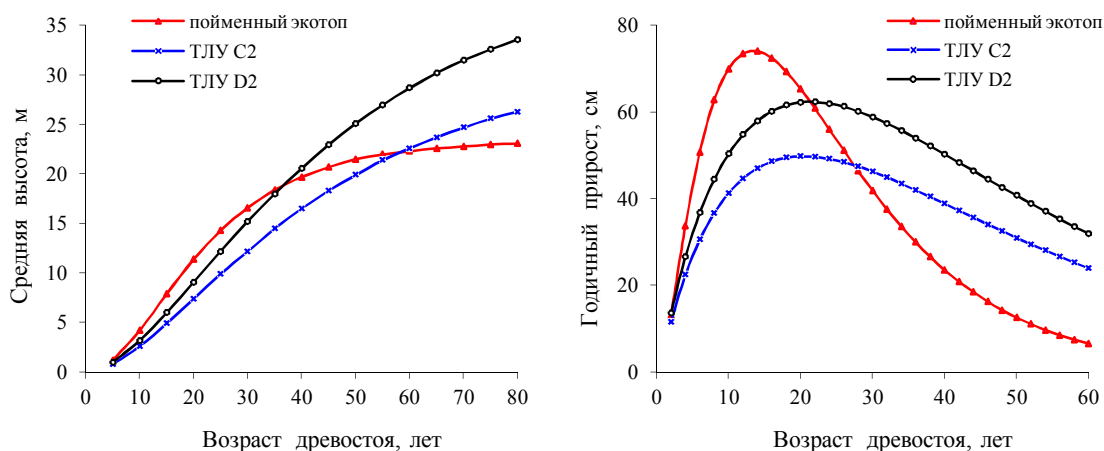 пойменный экотоп
ТЛУ С2
ТЛУ D2
Средняя высота, м
35
30
25
20
15
10
5
0
0 10 20 30 40 50 60 70 80
Возраст древостоя, лет
пойменный экотоп
ТЛУ С2
ТЛУ D2
Годичный прирост, см
80
60
40
20
0
0 10 20 30 40 50 60
Возраст древостоя, лет